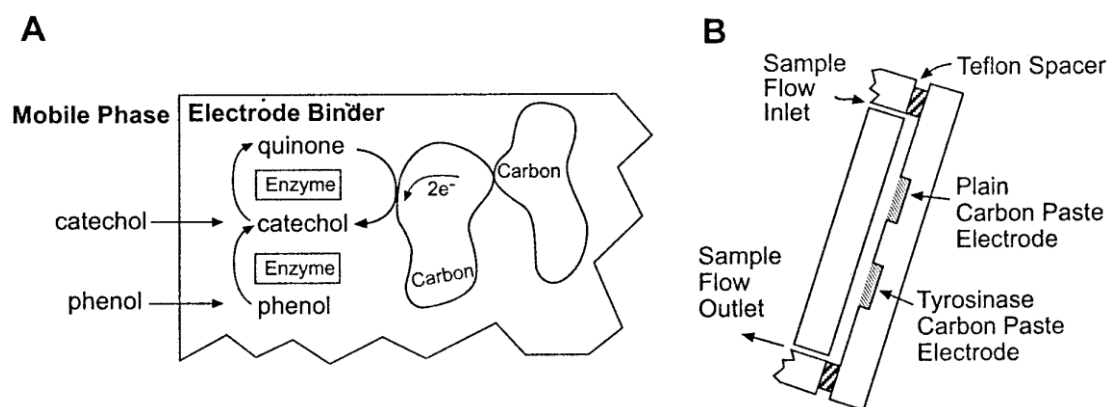 A
Mobile Phase
Electrode Binder
quinone
Enzyme
catechol
catechol
Enzyme
phenol
phenol
2e⁻
Carbon
Carbon
B
Sample
Flow
Inlet
Teflon Spacer
Plain
Carbon Paste
Electrode
Sample
Flow
Outlet
Tyrosinase
Carbon Paste
Electrode